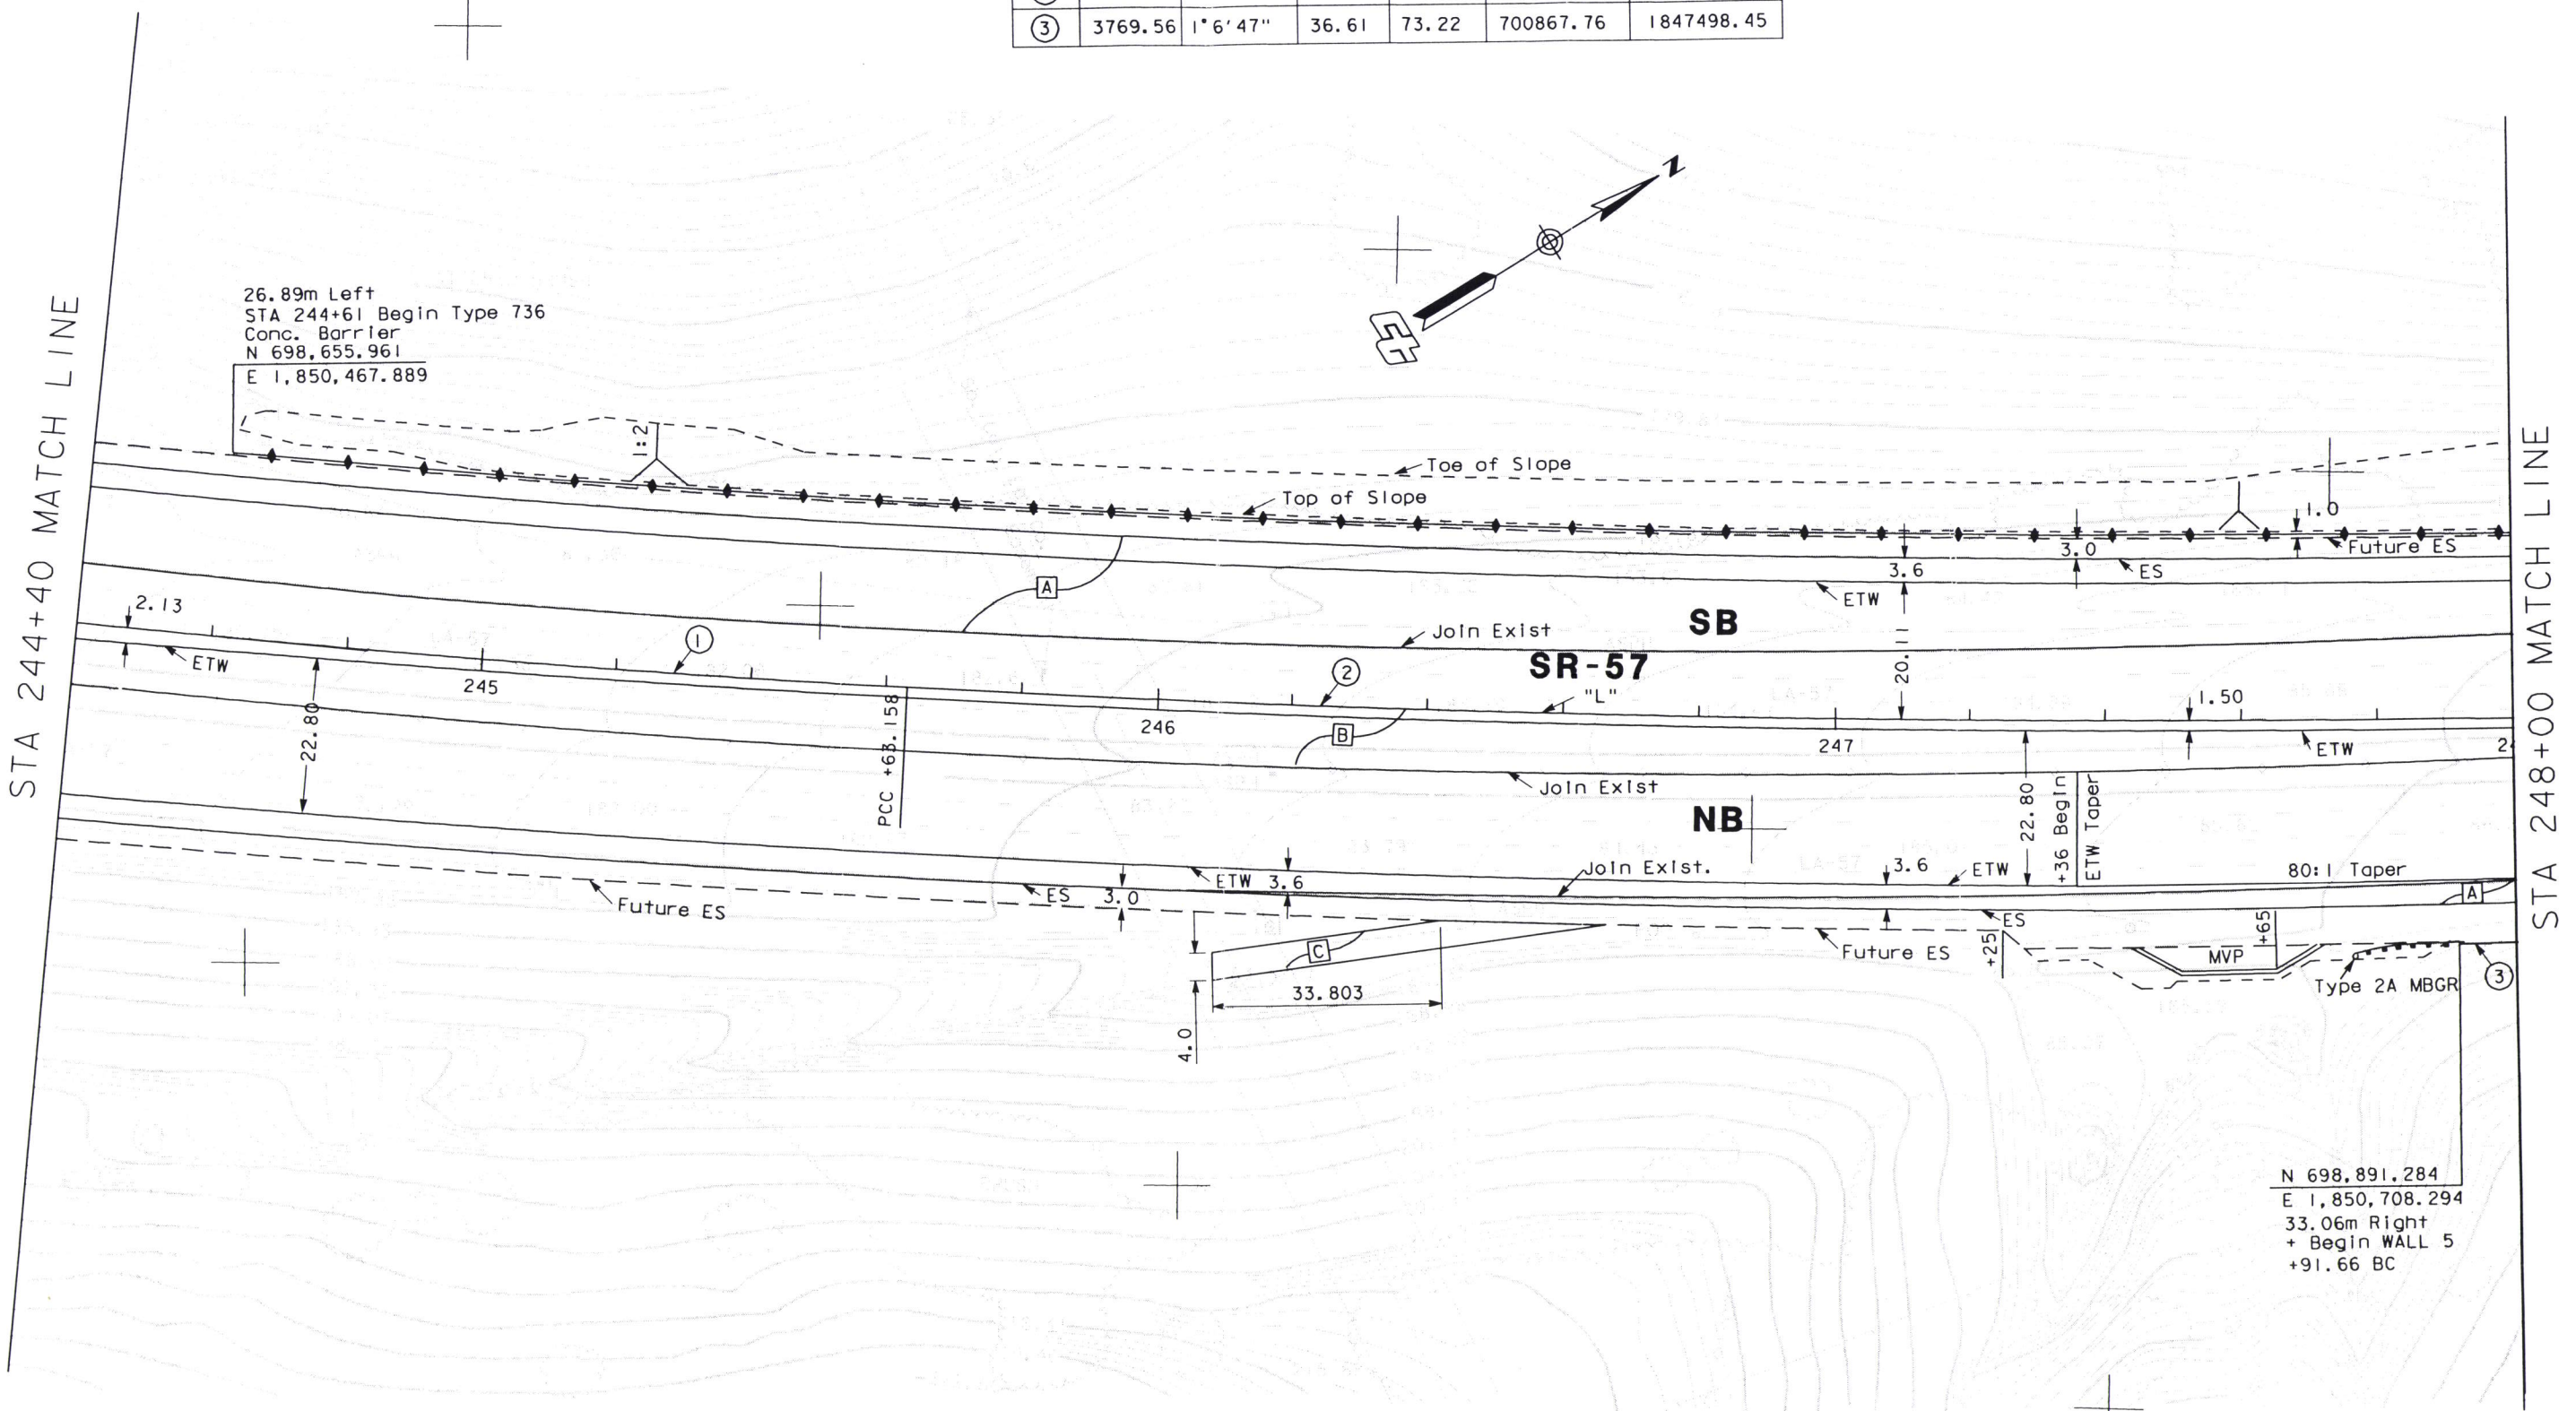 ③ 3769.56 1°6'47" 36.61 73.22 700867.76 1847498.45
N
26.89m Left
STA 244+61 Begin Type 736
Conc. Barrier
N 698,655.961
E 1,850,467.889
STA 244+40 MATCH LINE
STA 248+00 MATCH LINE
1:2
Toe of Slope
Top of Slope
1.0
3.0
Future ES
3.6
ES
A
ETW
2.13
SB
Join Exist
①
ETW
SR-57
20.11
②
"L"
1.50
245
22.80
PCC +63.158
246
B
247
ETW
24
Join Exist
NB
22.80
+36 Begin
ETW Taper
Join Exist.
3.6
ETW
80:1 Taper
ETW 3.6
A
ES 3.0
Future ES
ES
C
Future ES
+25
+65
MVP
33.803
Type 2A MBGR
③
4.0
N 698,891.284
E 1,850,708.294
33.06m Right
+ Begin WALL 5
+91.66 BC